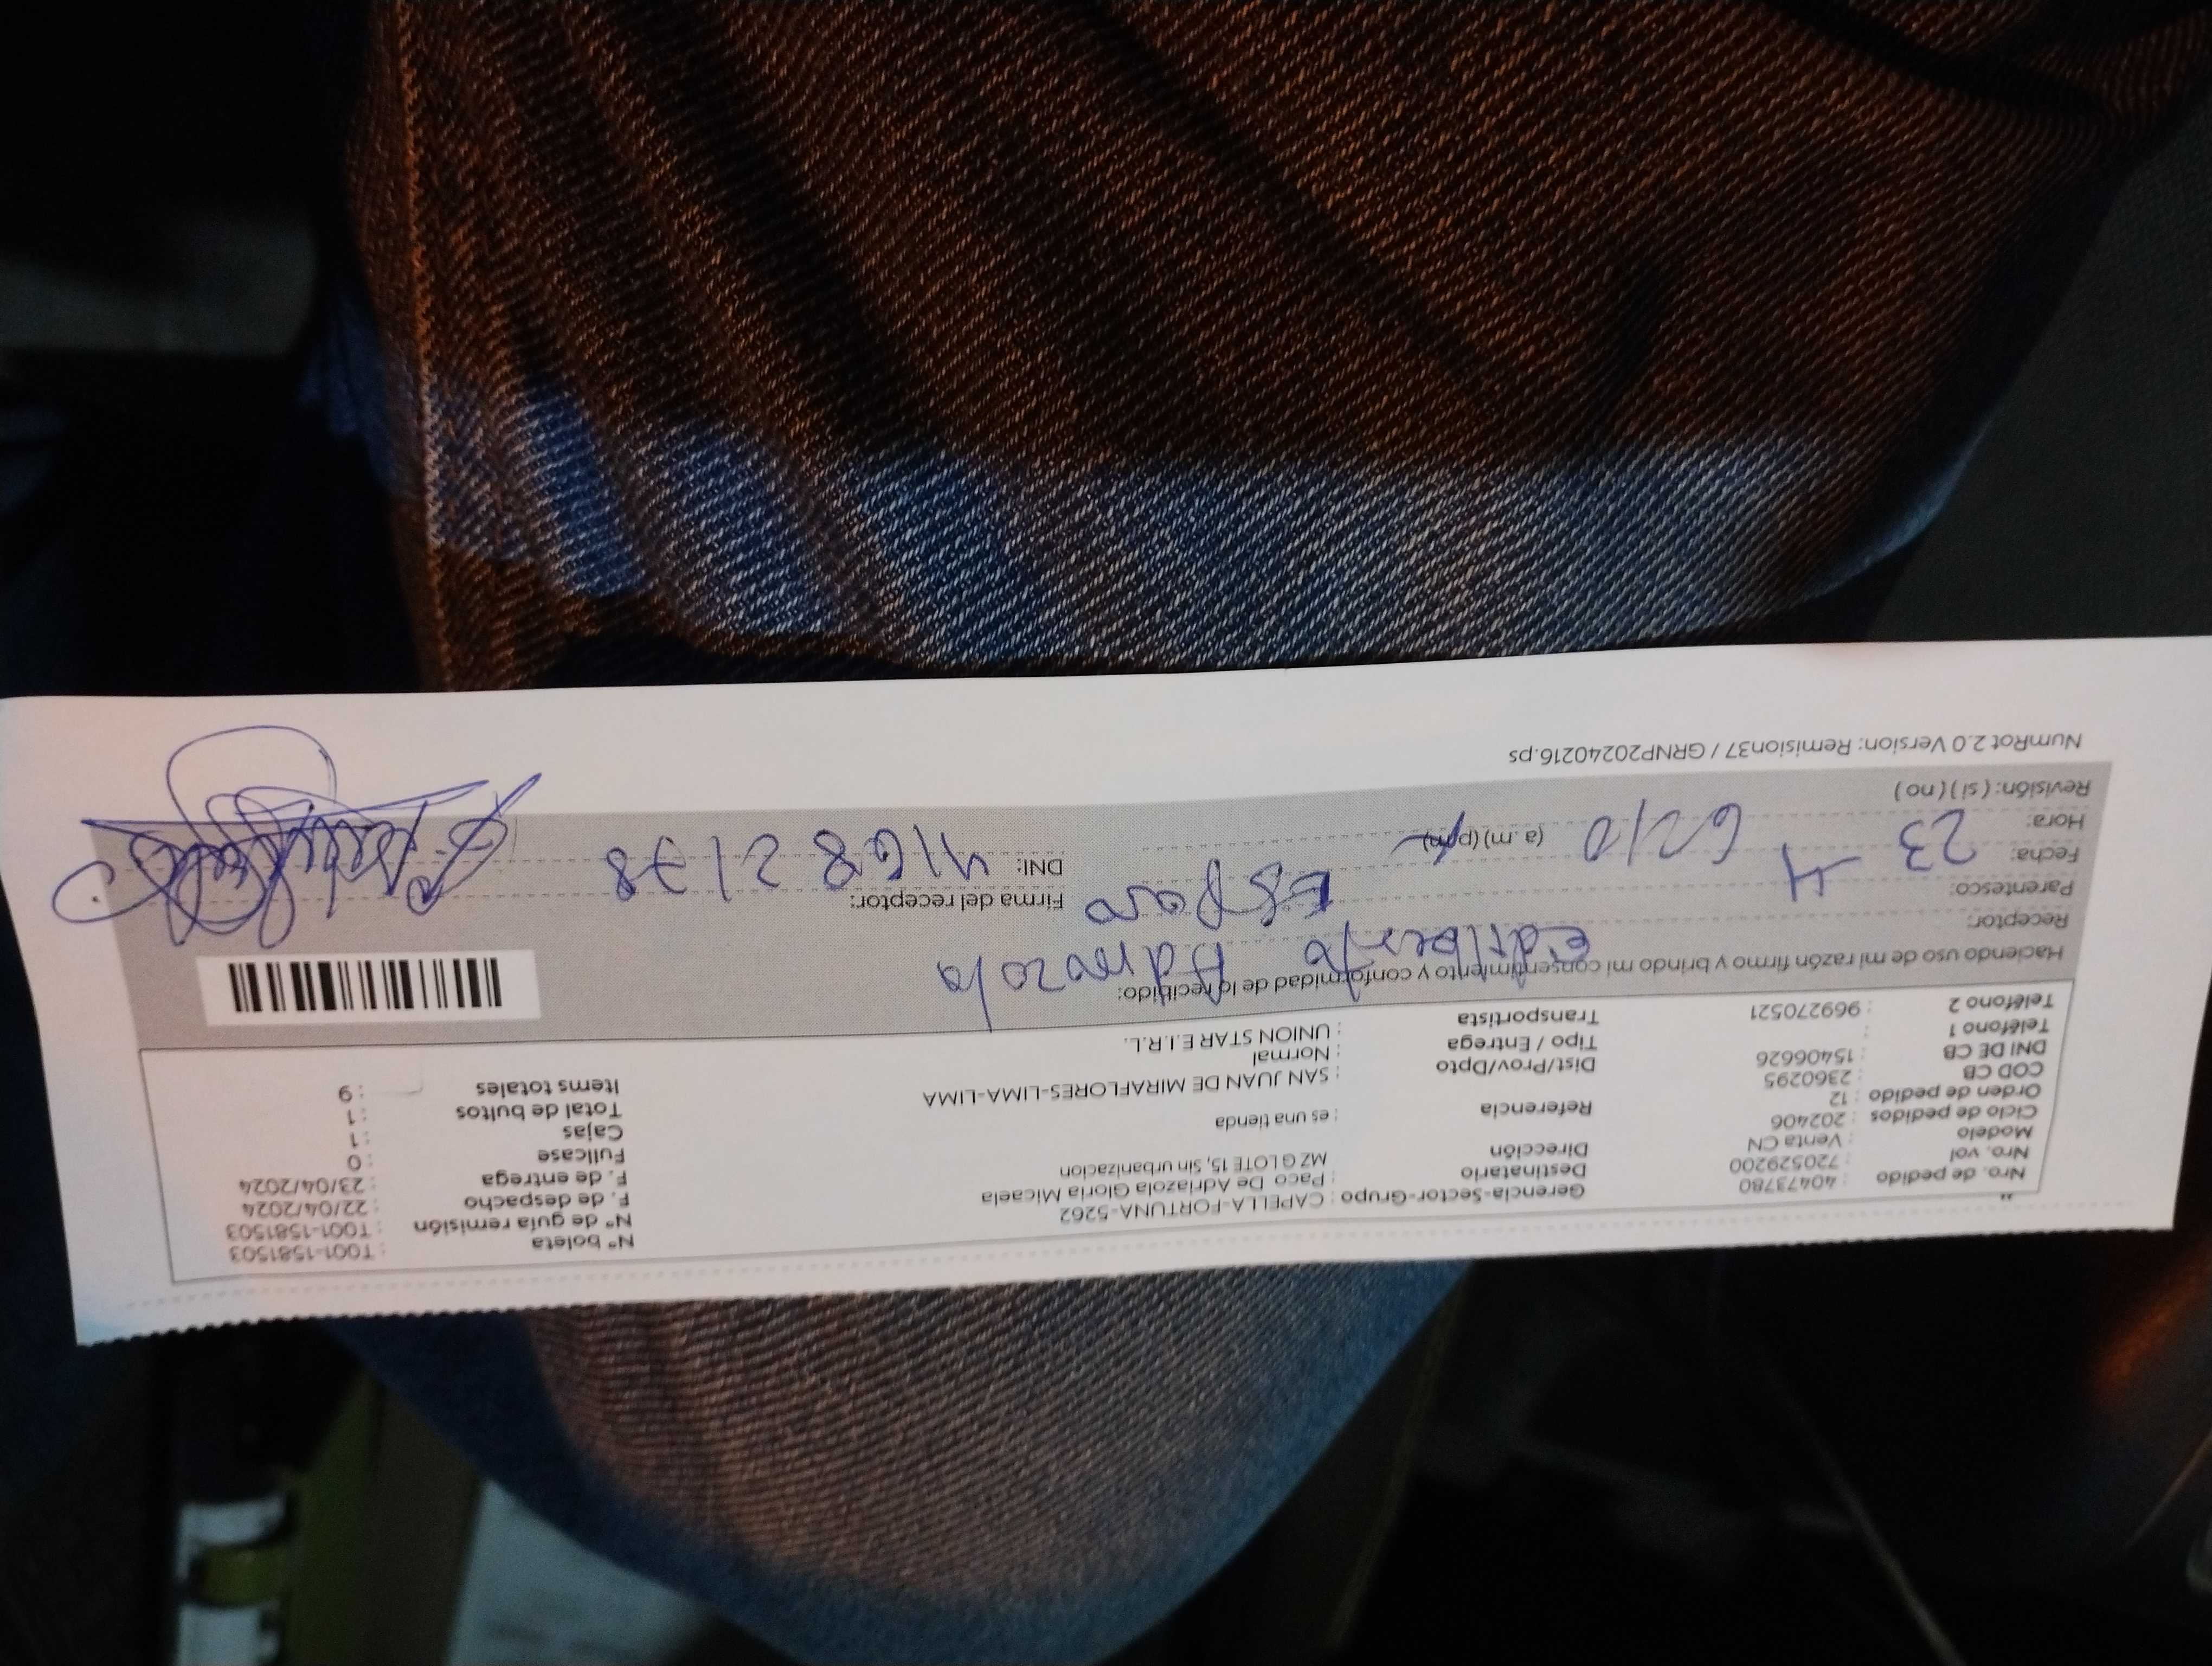 Nro. de pedido : 40473780
Nro. vol. : 720529200
Modelo : Venta CN
Ciclo de pedidos : 202406
Orden de pedido : 12
COD CB : 2360295
DNI DE CB : 15406626
Teléfono 1 :
Teléfono 2 : 969270521
Gerencia-Sector-Grupo : CAPELLA-FORTUNA-5262
Destinatario : Paco De Adriazola Gloria Micaela
Dirección MZ G LOTE 15, Sin urbanizacion
Referencia : es una tienda
Dist/Prov/Dpto : SAN JUAN DE MIRAFLORES-LIMA-LIMA
Tipo / Entrega : Normal
Transportista : UNION STAR E.I.R.L.
N° boleta : T001-1581503
N° de guía remisión : T001-1581503
F. de despacho : 22/04/2024
F. de entrega : 23/04/2024
Fullcase : 0
Cajas : 1
Total de bultos : 1
Items totales : 9
Haciendo uso de mi razón firmo y brindo mi consentimiento y conformidad de lo recibido:
Receptor: Edilberto
Parentesco: Esposo
Fecha: 23 4
Hora: (a.m) (p.m)
Revisión: ( si ) ( no )
Firma del receptor:
DNI: 41682178
NumRot 2.0 Version: Remision37 / GRNP20240216.ps